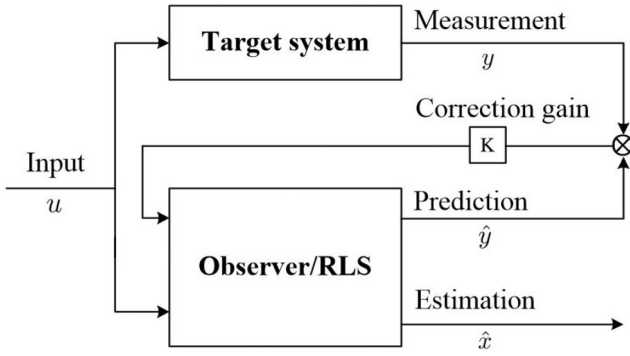 Target system
Measurement
y
Correction gain
K
Input
u
Prediction
ŷ
Observer/RLS
Estimation
x̂